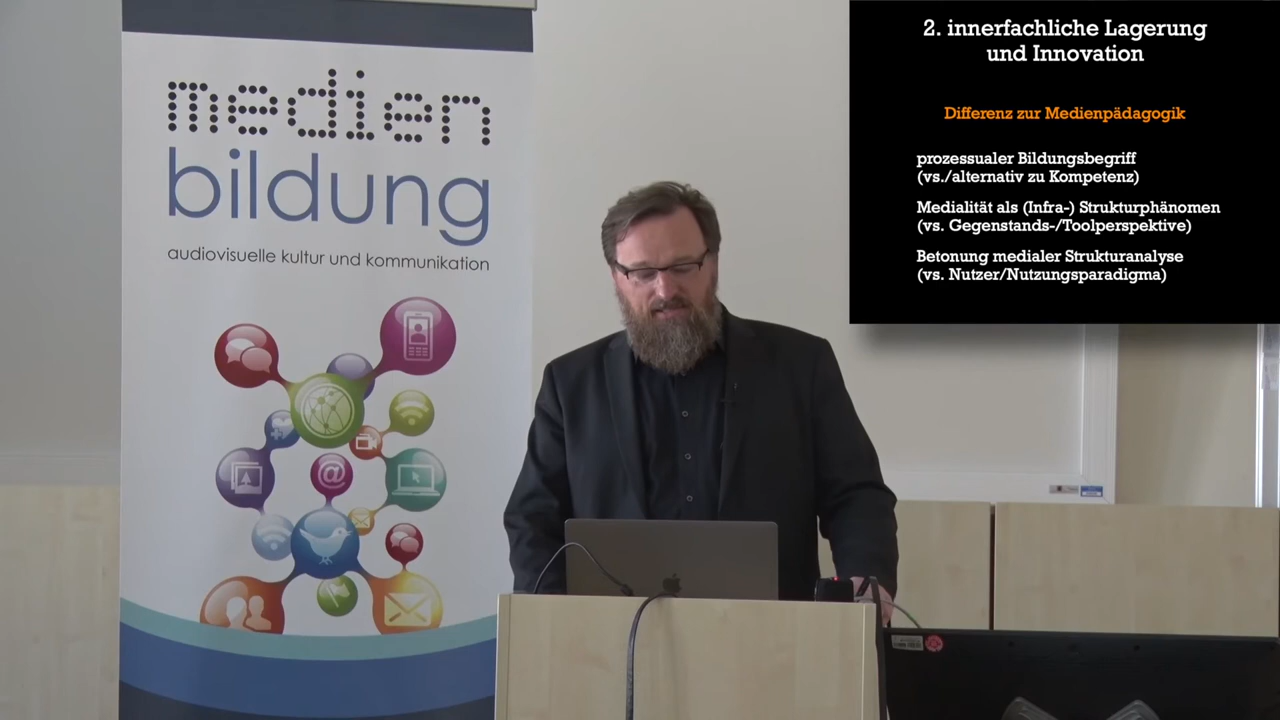 medien
bildung
audiovisuelle kultur und kommunikation
@
2. innerfachliche Lagerung
und Innovation
Differenz zur Medienpädagogik
prozessualer Bildungsbegriff
(vs./alternativ zu Kompetenz)
Medialität als (Infra-) Strukturphänomen
(vs. Gegenstands-/Toolperspektive)
Betonung medialer Strukturanalyse
(vs. Nutzer/Nutzungsparadigma)